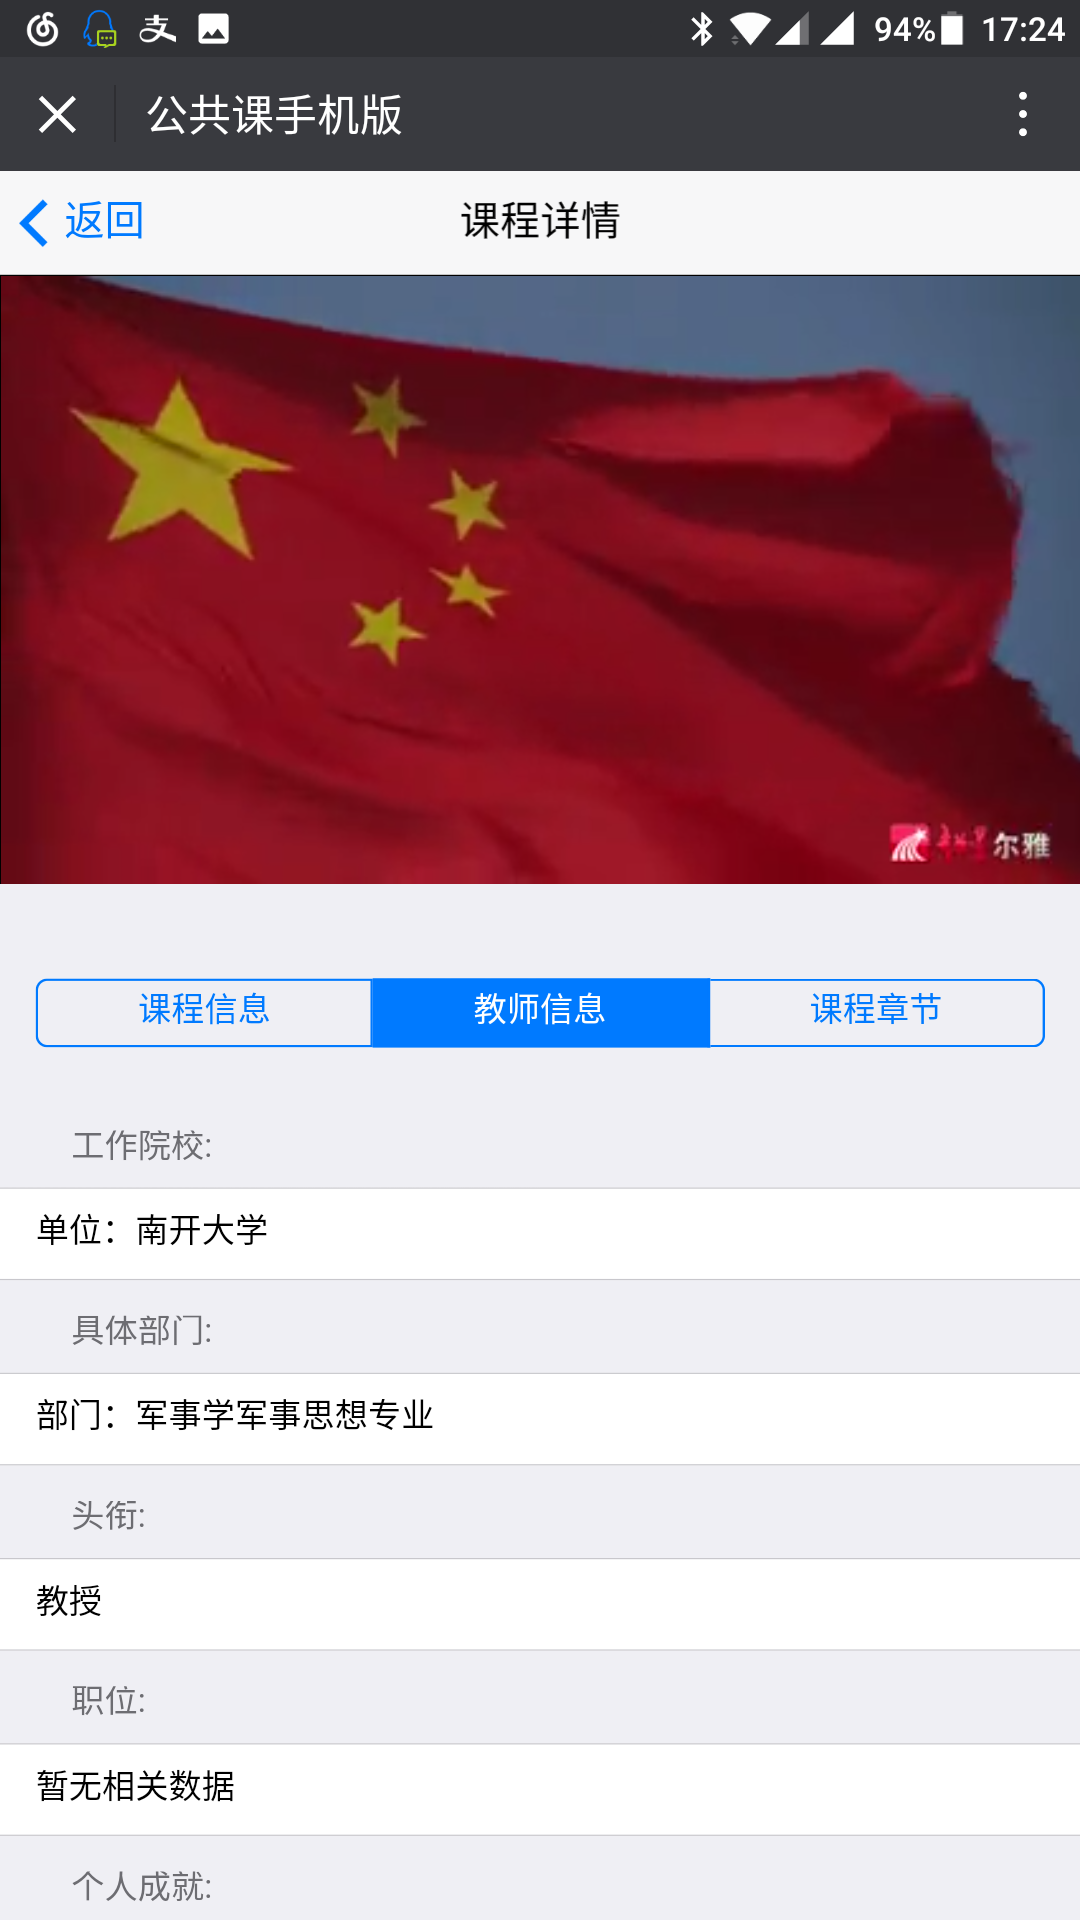 94% 17:24
公共课手机版
返回 课程详情
尔雅
课程信息 教师信息 课程章节
工作院校:
单位：南开大学
具体部门:
部门：军事学军事思想专业
头衔:
教授
职位:
暂无相关数据
个人成就: